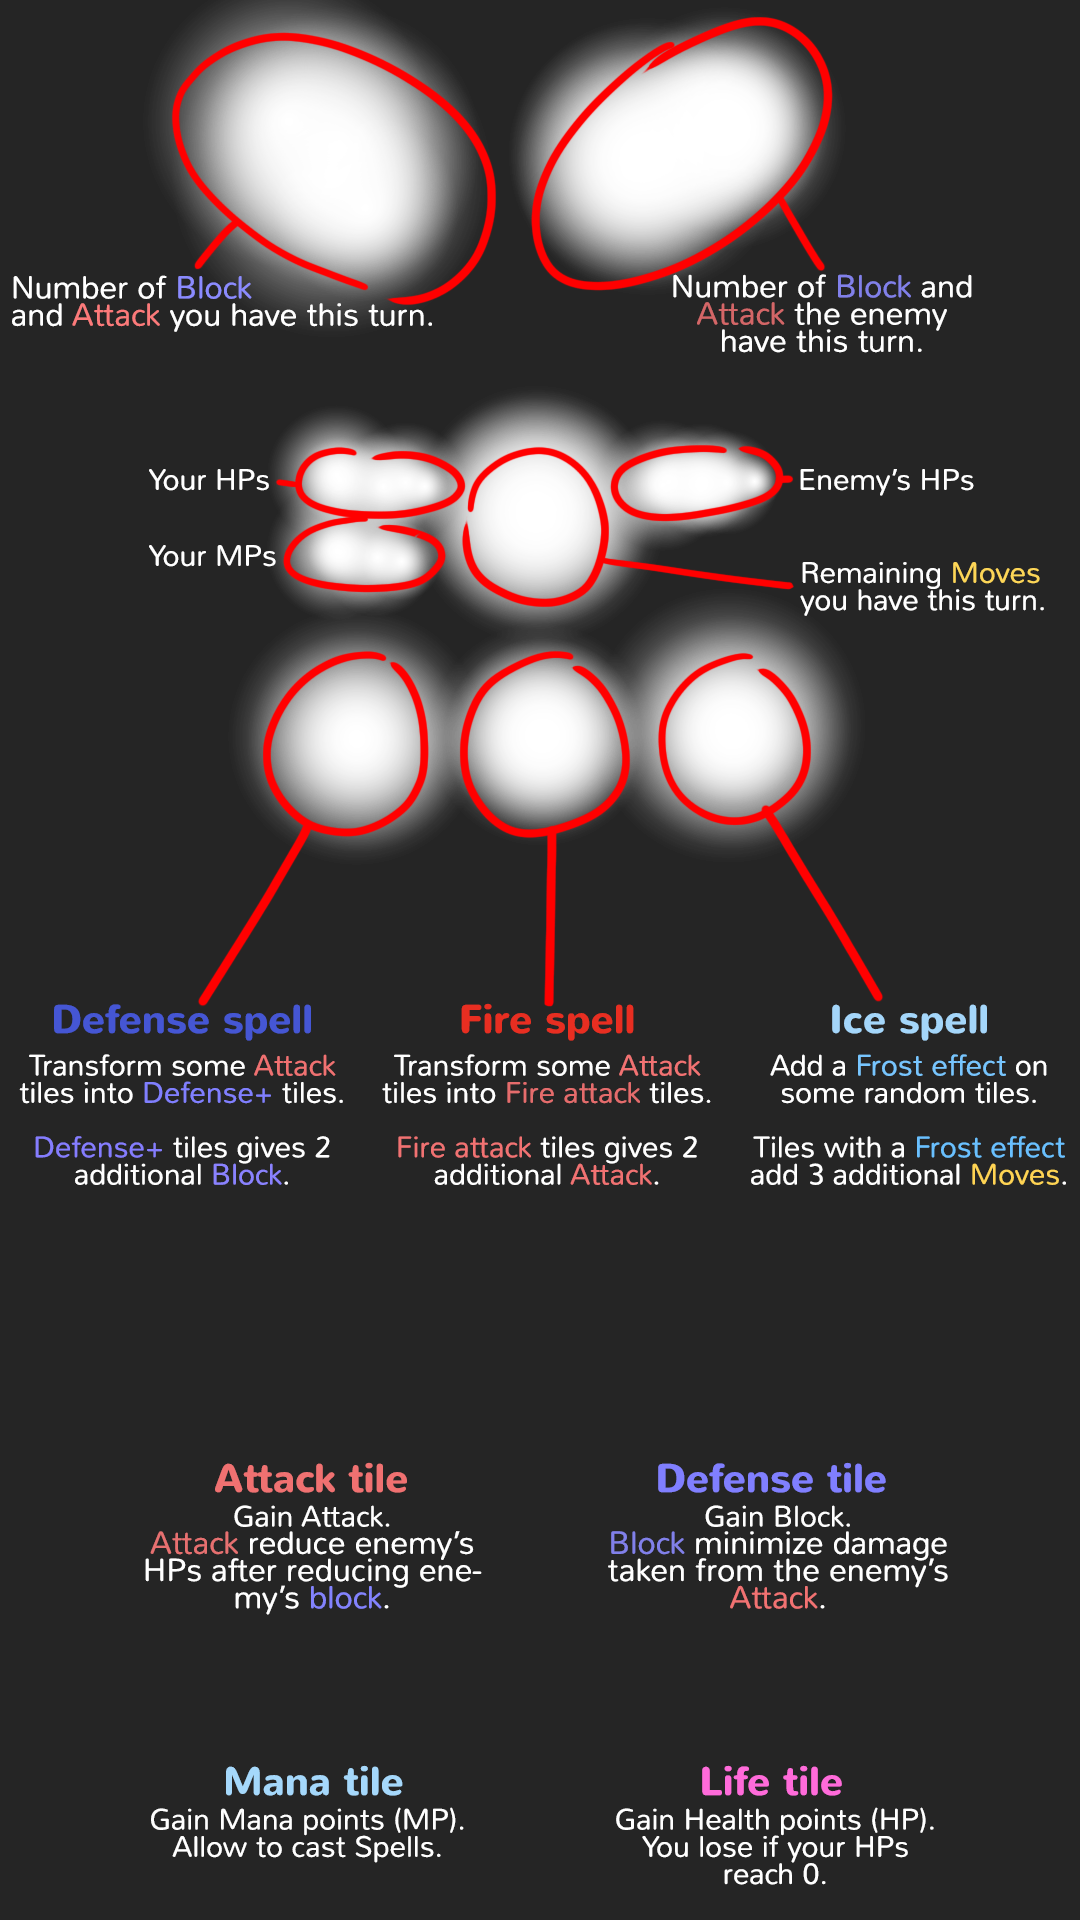 Number of Block
and Attack you have this turn.
Number of Block and
Attack the enemy
have this turn.
Your HPs
Enemy's HPs
Your MPs
Remaining Moves
you have this turn.
Defense spell
Transform some Attack
tiles into Defense+ tiles.
Defense+ tiles gives 2
additional Block.
Fire spell
Transform some Attack
tiles into Fire attack tiles.
Fire attack tiles gives 2
additional Attack.
Ice spell
Add a Frost effect on
some random tiles.
Tiles with a Frost effect
add 3 additional Moves.
Attack tile
Gain Attack.
Attack reduce enemy's
HPs after reducing ene-
my's block.
Defense tile
Gain Block.
Block minimize damage
taken from the enemy's
Attack.
Mana tile
Gain Mana points (MP).
Allow to cast Spells.
Life tile
Gain Health points (HP).
You lose if your HPs
reach 0.